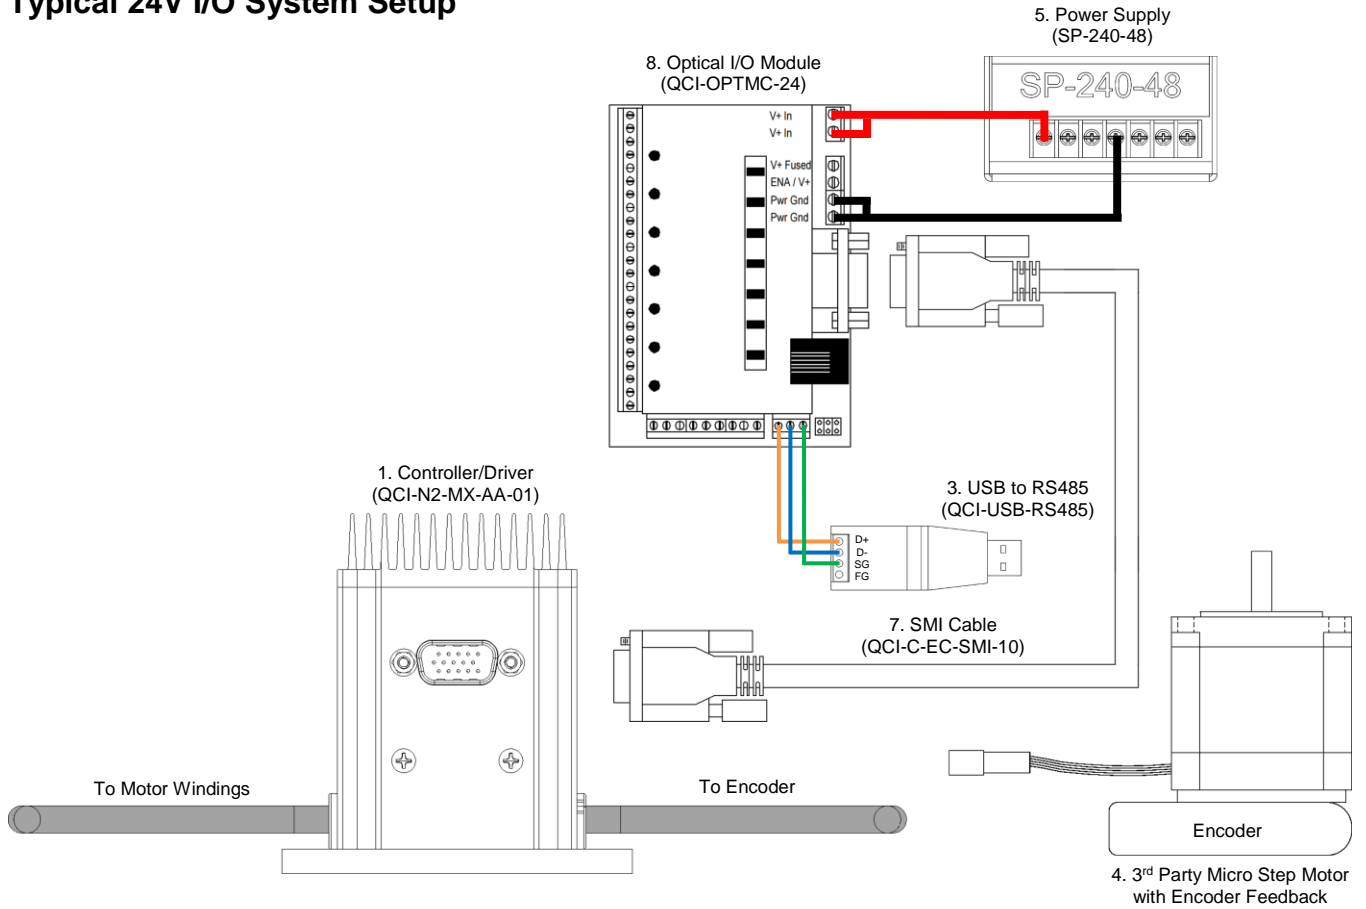 Typical 24V I/O System Setup
5. Power Supply
(SP-240-48)
SP-240-48
8. Optical I/O Module
(QCI-OPTMC-24)
V+ In
V+ In
V+ Fused
ENA / V+
Pwr Gnd
Pwr Gnd
1. Controller/Driver
(QCI-N2-MX-AA-01)
3. USB to RS485
(QCI-USB-RS485)
D+
D-
SG
FG
7. SMI Cable
(QCI-C-EC-SMI-10)
To Motor Windings
To Encoder
Encoder
4. 3rd Party Micro Step Motor
with Encoder Feedback